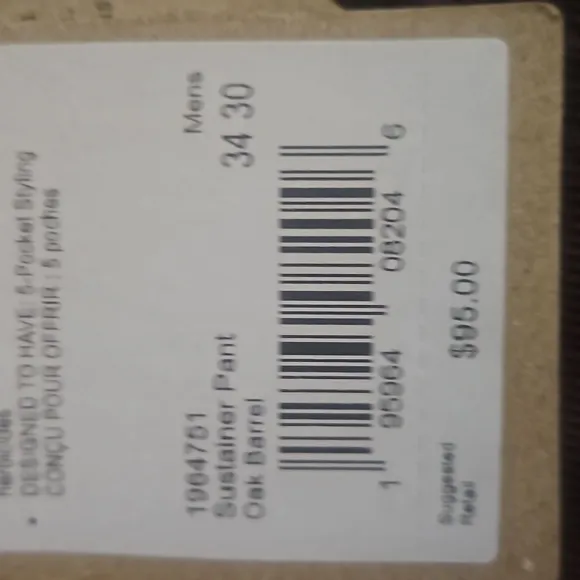 DESIGNED TO HAVE: 5-Pocket Styling
CONÇU POUR OFFRIR : 5 poches
1964751 Mens
Sustainer Pant 34 30
Oak Barrel
1 95964 08204 6
Suggested
Retail $95.00